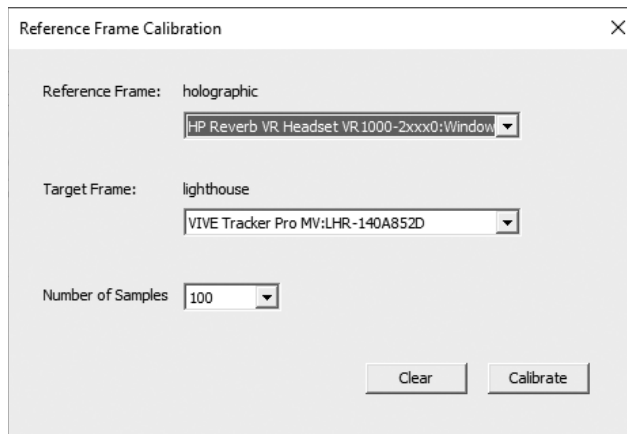 Reference Frame Calibration
Reference Frame: holographic
HP Reverb VR Headset VR1000-2xxx0:Window
Target Frame: lighthouse
VIVE Tracker Pro MV:LHR-140A852D
Number of Samples 100
Clear Calibrate